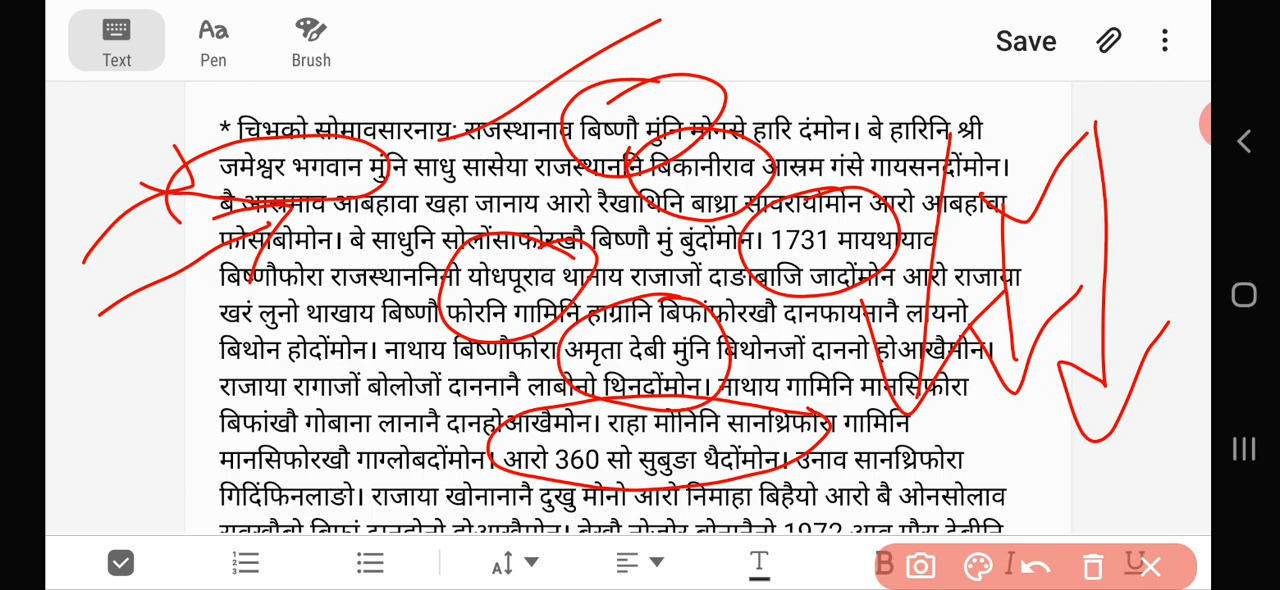 Text
Pen
Brush
Save
* चिभको सोमावसारनाय: राजस्थानाव बिष्णौ मुंनि मोनसे हारि दंमोन। बे हारिनि श्री
जमेश्वर भगवान मुंनि साधु सासेया राजस्थाननि बिकानीराव आस्रम गंसे गायसनदोंमोन।
बै आस्रमाव आबहावा खहा जानाय आरो रैखाथिनि बाथ्रा सावरायोमोन आरो आबहावा
फोसाबोमोन। बे साधुनि सोलोंसाफोरखौ बिष्णौ मुं बुंदोंमोन। 1731 मायथायाव
बिष्णौफोरा राजस्थाननिनो योधपूराव थानाय राजाजों दाङाबाजि जादोंमोन आरो राजाया
खरं लुनो थाखाय बिष्णौ फोरनि गामिनि हाग्रानि बिफांफोरखौ दानफायनानै लायनो
बिथोन होदोंमोन। नाथाय बिष्णौफोरा अमृता देबी मुंनि बिथोनजों दाननो होआखैमोन।
राजाया रागाजों बोलोजों दाननानै लाबोनो थिनदोंमोन। नाथाय गामिनि मानसिफोरा
बिफांखौ गोबाना लानानै दानहोआखैमोन। राहा मोनिनि सानथ्रिफोरा गामिनि
मानसिफोरखौ गाग्लोबदोंमोन। आरो 360 सो सुबुङा थैदोंमोन। उनाव सानथ्रिफोरा
गिदिंफिनलाङो। राजाया खोनानानै दुखु मोनो आरो निमाहा बिहैयो आरो बै ओनसोलाव
1972 आव
B I U